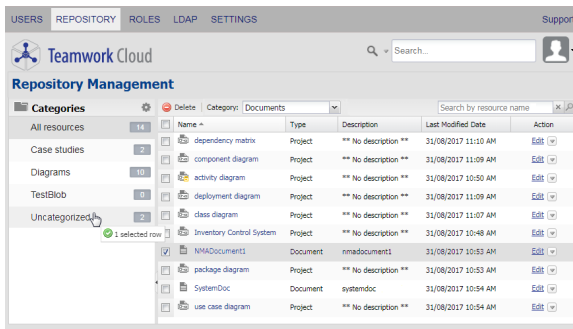 USERS REPOSITORY ROLES LDAP SETTINGS Suppor
Teamwork Cloud Search...
Repository Management
Categories Delete Category: Documents Search by resource name
Name Type Description Last Modified Date Action
All resources 14
dependency matrix Project ** No description ** 31/08/2017 11:10 AM Edit
Case studies 2
component diagram Project ** No description ** 31/08/2017 11:09 AM Edit
Diagrams 10
activity diagram Project ** No description ** 31/08/2017 10:50 AM Edit
TestBlob 0
deployment diagram Project ** No description ** 31/08/2017 11:09 AM Edit
Uncategorized 2
class diagram Project ** No description ** 31/08/2017 11:07 AM Edit
1 selected row
Inventory Control System Project ** No description ** 31/08/2017 10:48 AM Edit
NMADocument1 Document nmadocument1 31/08/2017 10:53 AM Edit
package diagram Project ** No description ** 31/08/2017 10:53 AM Edit
SystemDoc Document systemdoc 31/08/2017 10:54 AM Edit
use case diagram Project ** No description ** 31/08/2017 10:54 AM Edit